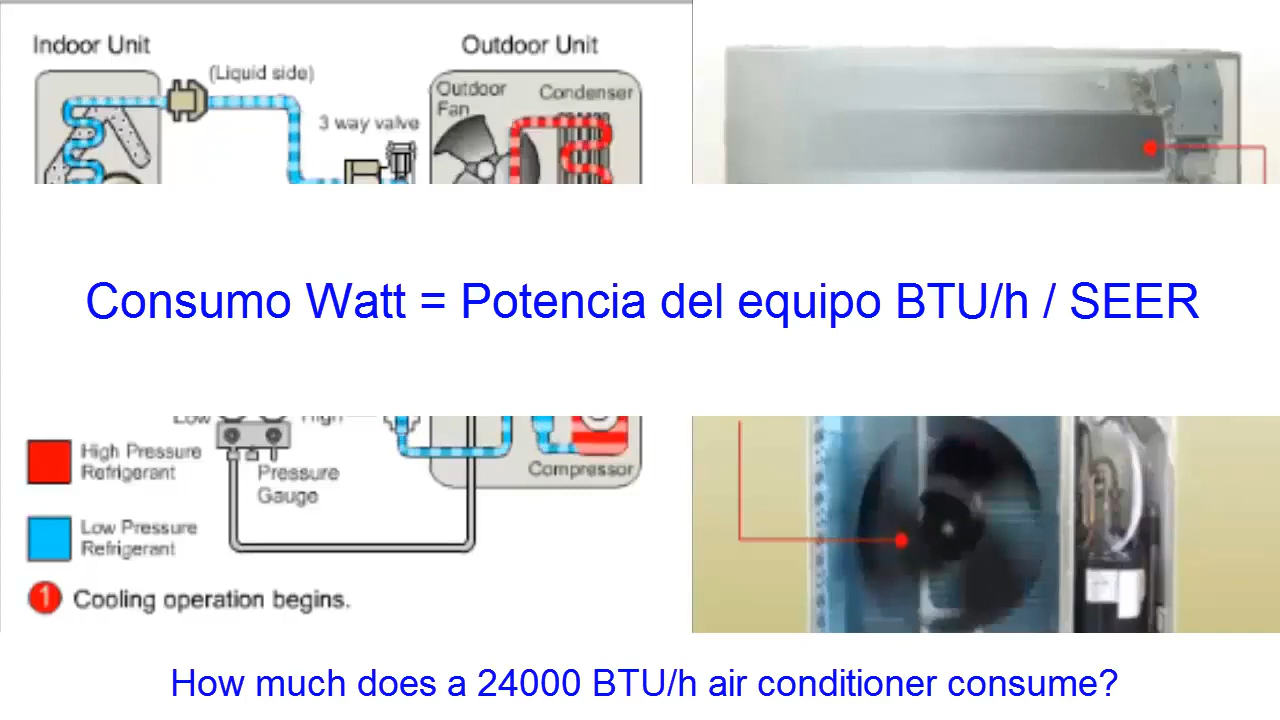 Indoor Unit
Outdoor Unit
(Liquid side)
Outdoor
Fan
Condenser
3 way valve
Consumo Watt = Potencia del equipo BTU/h / SEER
Low
High
High Pressure
Refrigerant
Pressure
Gauge
Compressor
Low Pressure
Refrigerant
1 Cooling operation begins.
How much does a 24000 BTU/h air conditioner consume?